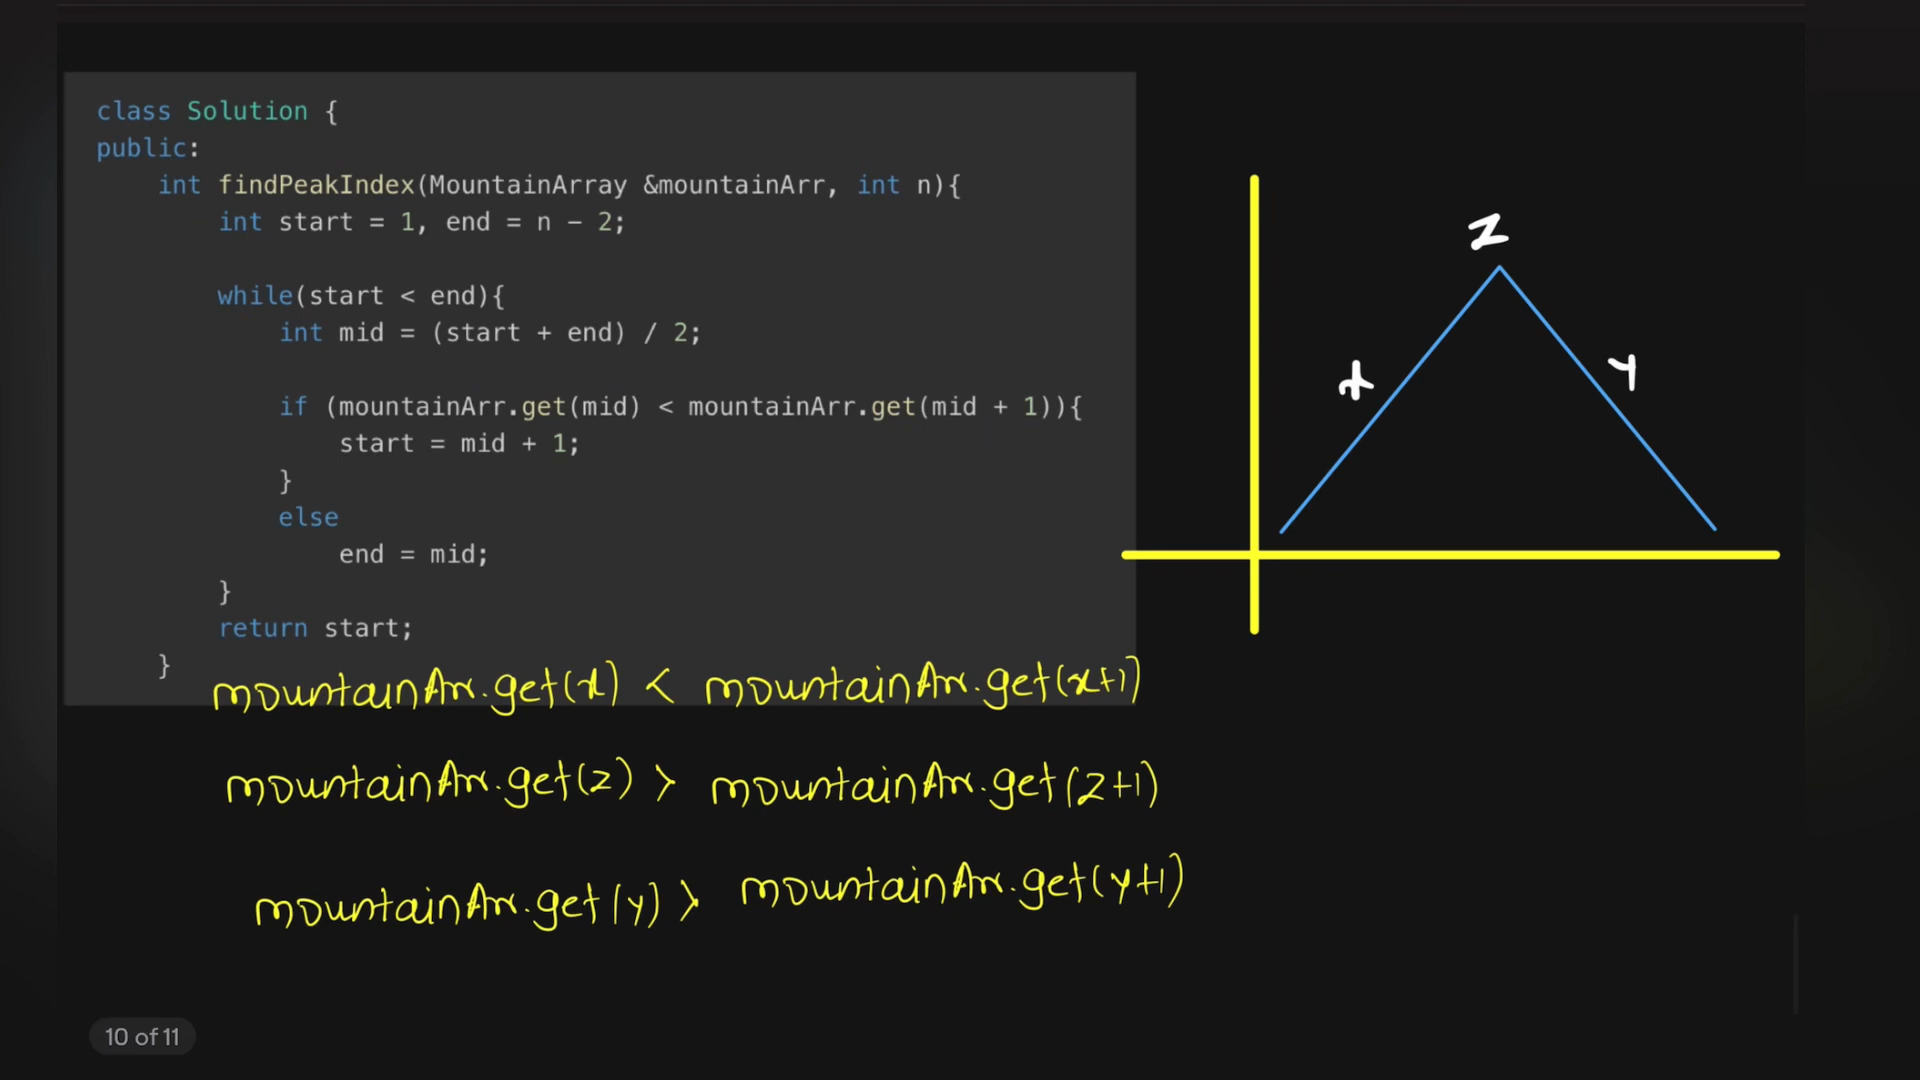 class Solution {
public:
int findPeakIndex(MountainArray &mountainArr, int n){
int start = 1, end = n - 2;
while(start < end){
int mid = (start + end) / 2;
if (mountainArr.get(mid) < mountainArr.get(mid + 1)){
start = mid + 1;
}
else
end = mid;
}
return start;
}
mountainArr.get(x) < mountainArr.get(x+1)
mountainArr.get(z) > mountainArr.get(z+1)
mountainArr.get(y) > mountainArr.get(y+1)
z
x
y
10 of 11